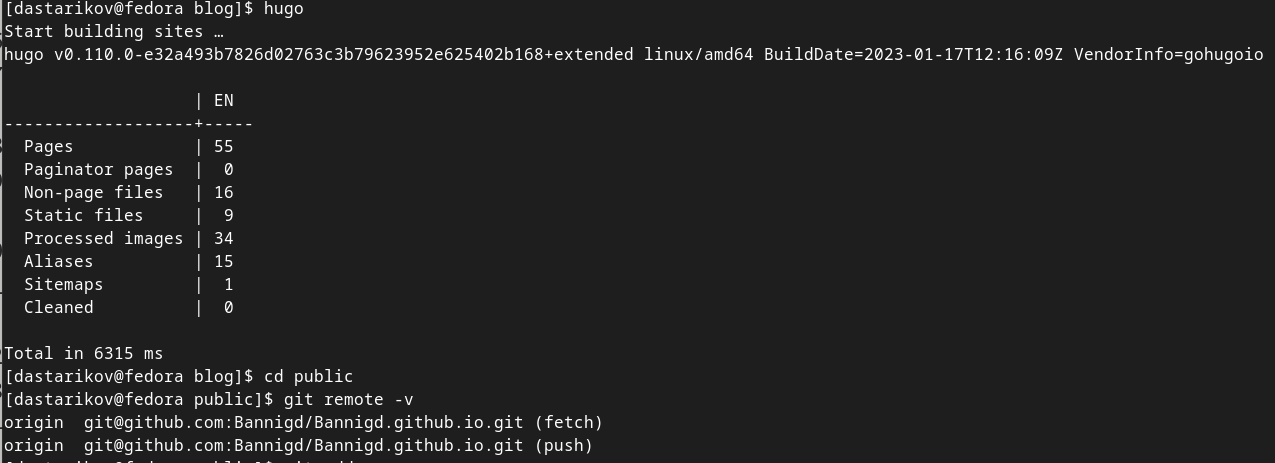 [dastarikov@fedora blog]$ hugo
Start building sites …
hugo v0.110.0-e32a493b7826d02763c3b79623952e625402b168+extended linux/amd64 BuildDate=2023-01-17T12:16:09Z VendorInfo=gohugoio
                   | EN
-------------------+-----
  Pages            | 55
  Paginator pages  |  0
  Non-page files   | 16
  Static files     |  9
  Processed images | 34
  Aliases          | 15
  Sitemaps         |  1
  Cleaned          |  0
Total in 6315 ms
[dastarikov@fedora blog]$ cd public
[dastarikov@fedora public]$ git remote -v
origin  git@github.com:Bannigd/Bannigd.github.io.git (fetch)
origin  git@github.com:Bannigd/Bannigd.github.io.git (push)